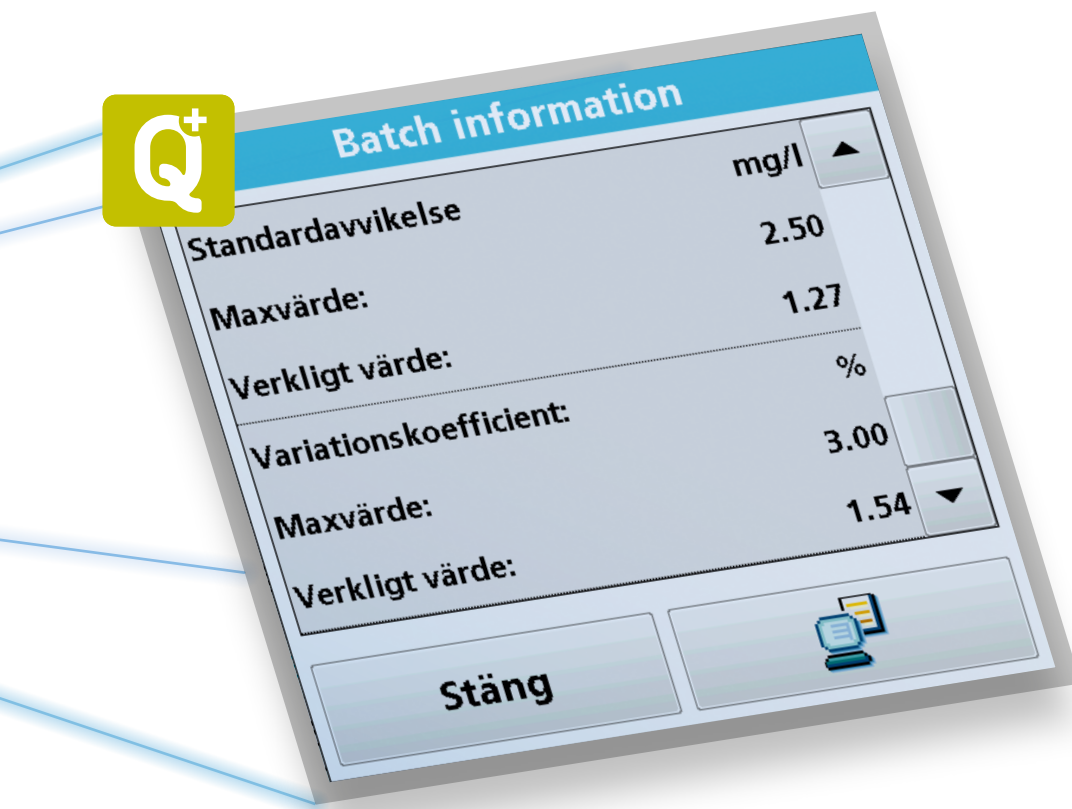 Q+
Batch information
Standardavvikelse mg/l
Maxvärde: 2.50
Verkligt värde: 1.27
Variationskoefficient: %
Maxvärde: 3.00
Verkligt värde: 1.54
Stäng